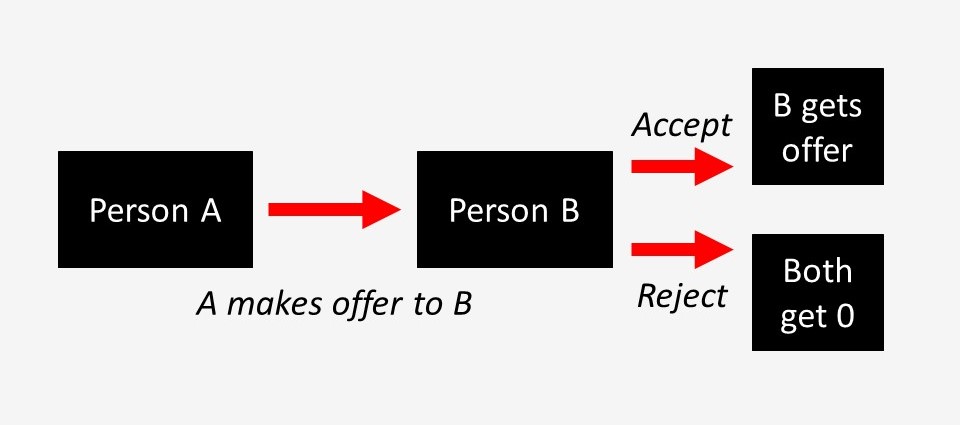 Person A
A makes offer to B
Person B
Accept
B gets
offer
Reject
Both
get 0